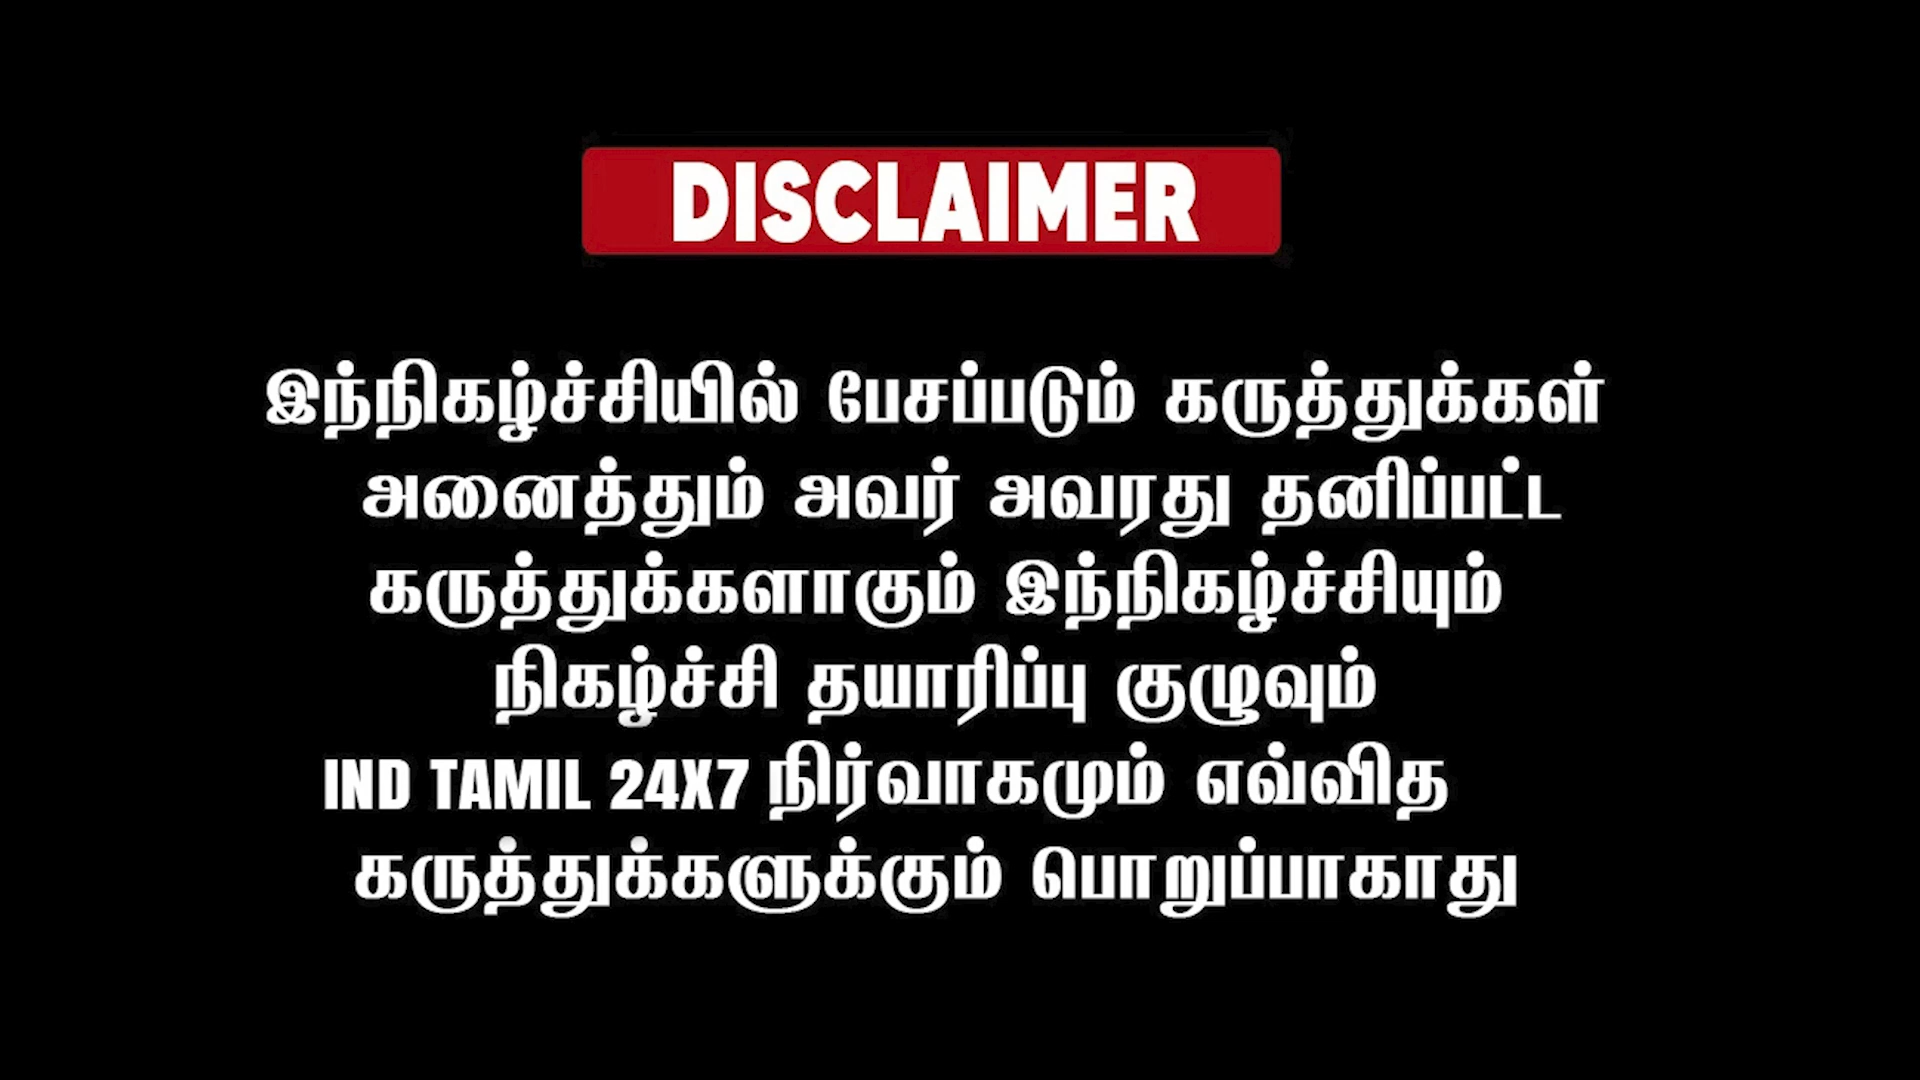 DISCLAIMER
இந்நிகழ்ச்சியில் பேசப்படும் கருத்துக்கள்
அனைத்தும் அவர் அவரது தனிப்பட்ட
கருத்துக்களாகும் இந்நிகழ்ச்சியும்
நிகழ்ச்சி தயாரிப்பு குழுவும்
IND TAMIL 24X7 நிர்வாகமும் எவ்வித
கருத்துக்களுக்கும் பொறுப்பாகாது